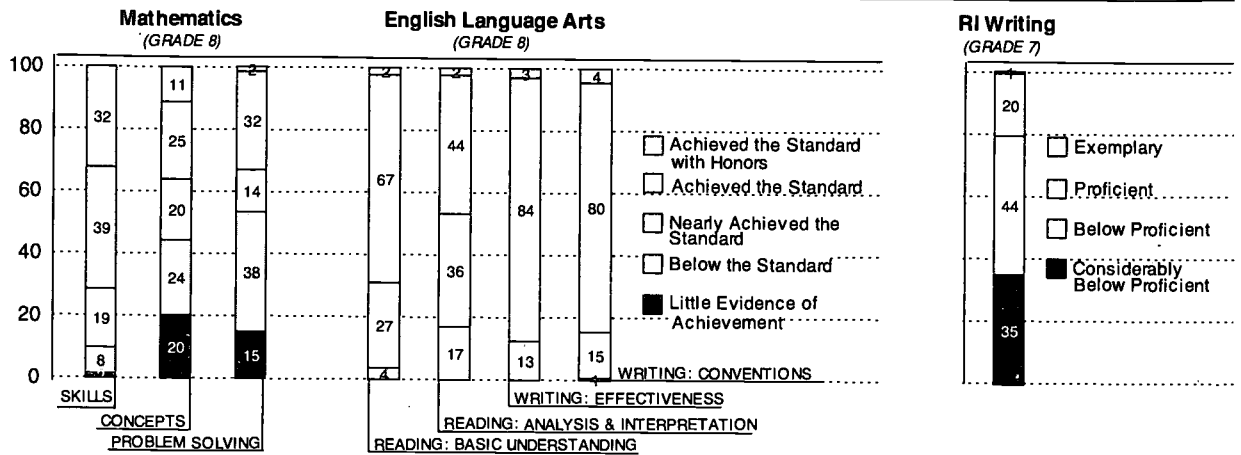 Mathematics
(GRADE 8)
English Language Arts
(GRADE 8)
RI Writing
(GRADE 7)
100
80
60
40
20
0
32
39
19
8
11
25
20
24
20
2
32
14
38
15
2
67
27
4
2
44
36
17
3
84
13
4
80
15
1
Achieved the Standard
with Honors
Achieved the Standard
Nearly Achieved the
Standard
Below the Standard
Little Evidence of
Achievement
1
20
44
35
Exemplary
Proficient
Below Proficient
Considerably
Below Proficient
SKILLS
CONCEPTS
PROBLEM SOLVING
WRITING: CONVENTIONS
WRITING: EFFECTIVENESS
READING: ANALYSIS & INTERPRETATION
READING: BASIC UNDERSTANDING